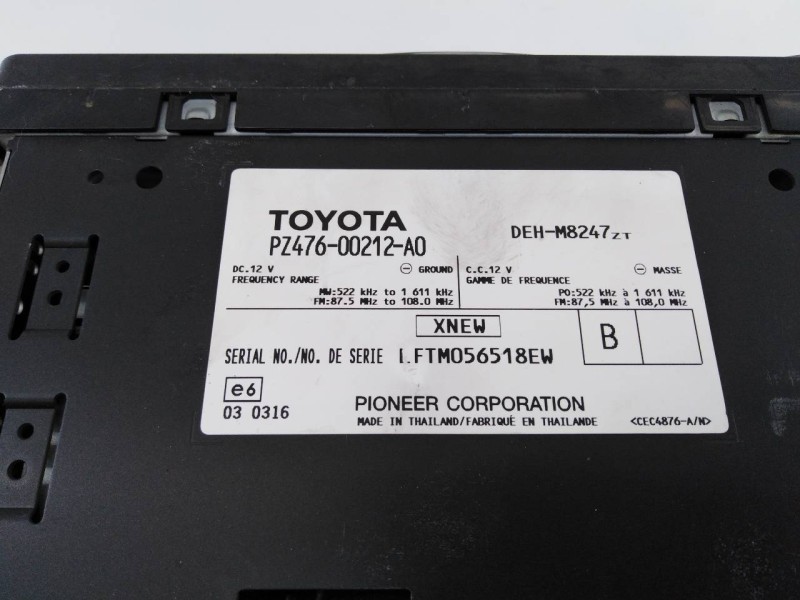 TOYOTA
PZ476-00212-A0
DEH-M8247ZT
DC.12 V ⊖ GROUND
FREQUENCY RANGE
MW:522 kHz to 1 611 kHz
FM:87.5 MHz to 108.0 MHz
C.C.12 V ⊖ MASSE
GAMME DE FREQUENCE
PO:522 kHz à 1 611 kHz
FM:87,5 MHz à 108,0 MHz
XNEW
B
SERIAL NO./NO. DE SERIE FTM056518EW
e6
03 0316
PIONEER CORPORATION
MADE IN THAILAND/FABRIQUÉ EN THAILANDE
<CEC4876-A/N>